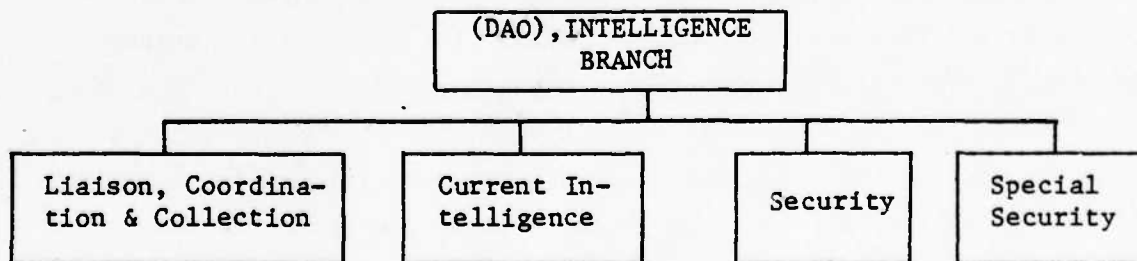 (DAO),INTELLIGENCE
BRANCH
Liaison, Coordina-
tion & Collection
Current In-
telligence
Security
Special
Security